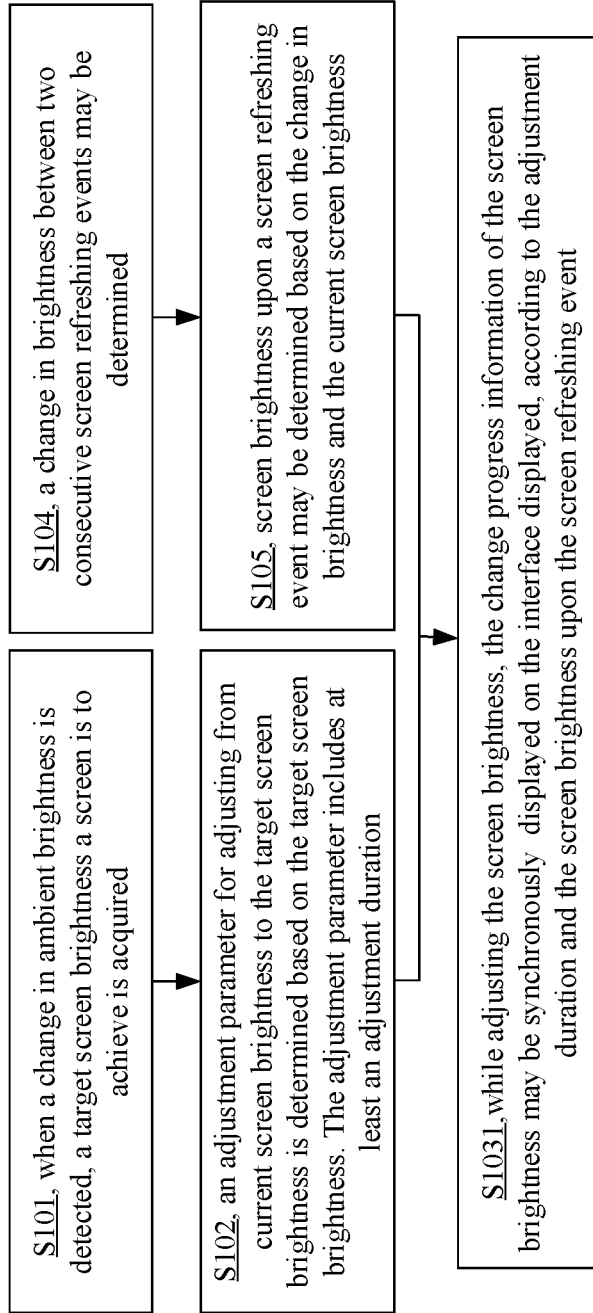 S101, when a change in ambient brightness is
detected, a target screen brightness a screen is to
achieve is acquired
S102, an adjustment parameter for adjusting from
current screen brightness to the target screen
brightness is determined based on the target screen
brightness. The adjustment parameter includes at
least an adjustment duration
S104, a change in brightness between two
consecutive screen refreshing events may be
determined
S105, screen brightness upon a screen refreshing
event may be determined based on the change in
brightness and the current screen brightness
S1031,while adjusting the screen brightness, the change progress information of the screen
brightness may be synchronously displayed on the interface displayed, according to the adjustment
duration and the screen brightness upon the screen refreshing event